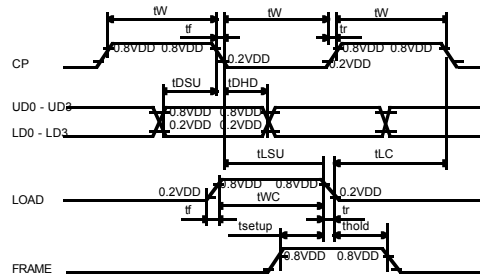 tW tf tW tr tW
0.8VDD 0.8VDD 0.8VDD 0.8VDD
CP 0.2VDD 0.2VDD
tDSU tDHD
UD0 - UD3 0.8VDD 0.8VDD
LD0 - LD3 0.2VDD 0.2VDD
tLSU tLC
0.2VDD 0.8VDD 0.8VDD 0.2VDD
LOAD tWC
tf tr
tsetup thold
0.8VDD 0.8VDD
FRAME